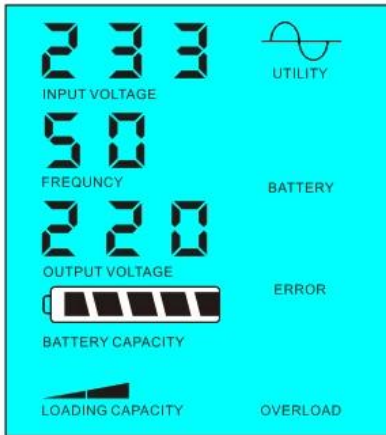 233
INPUT VOLTAGE
UTILITY
50
FREQUNCY
BATTERY
220
OUTPUT VOLTAGE
ERROR
BATTERY CAPACITY
LOADING CAPACITY
OVERLOAD